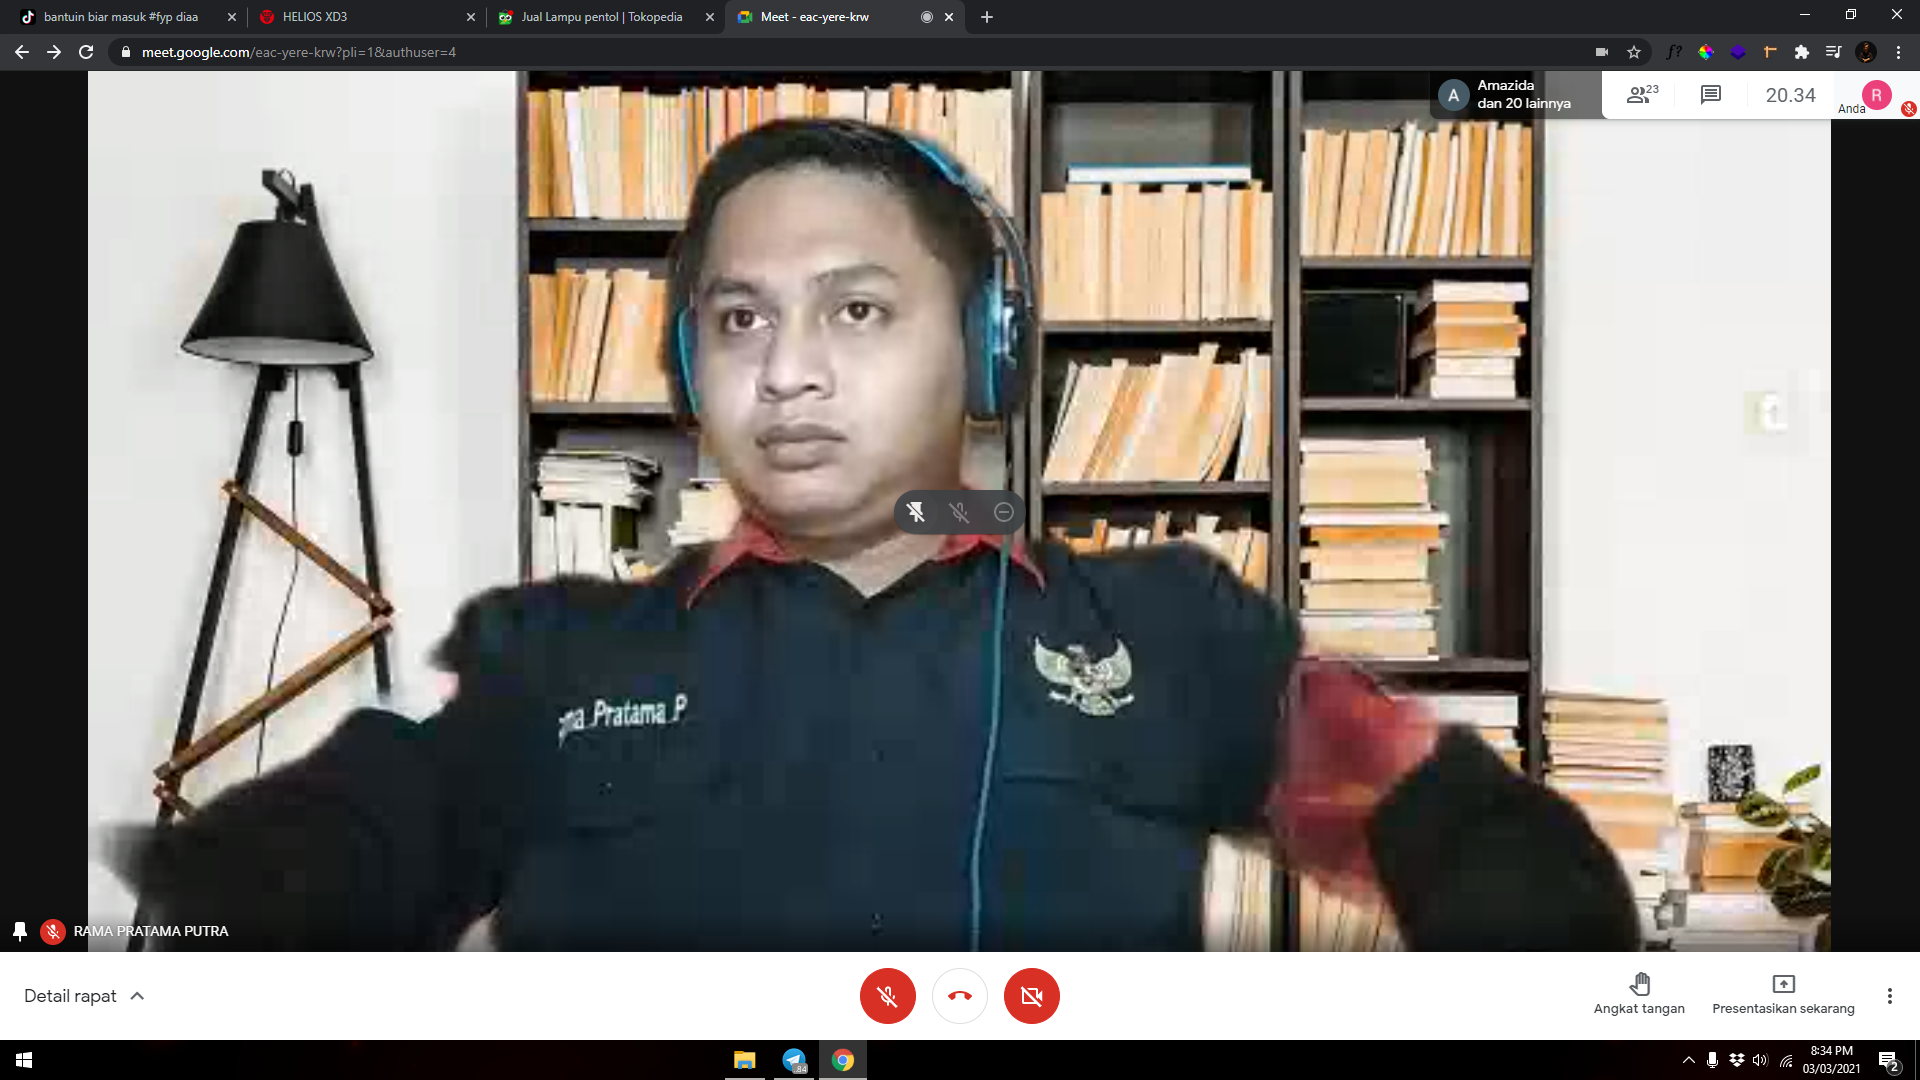 bantuin biar masuk #fyp diaa
HELIOS XD3
Jual Lampu pentol | Tokopedia
Meet - eac-yere-krw
meet.google.com/eac-yere-krw?pli=1&authuser=4
f?
A
Amazida
dan 20 lainnya
23
20.34
Anda
R
Pratama P
RAMA PRATAMA PUTRA
Detail rapat
Angkat tangan
Presentasikan sekarang
84
8:34 PM
03/03/2021
2